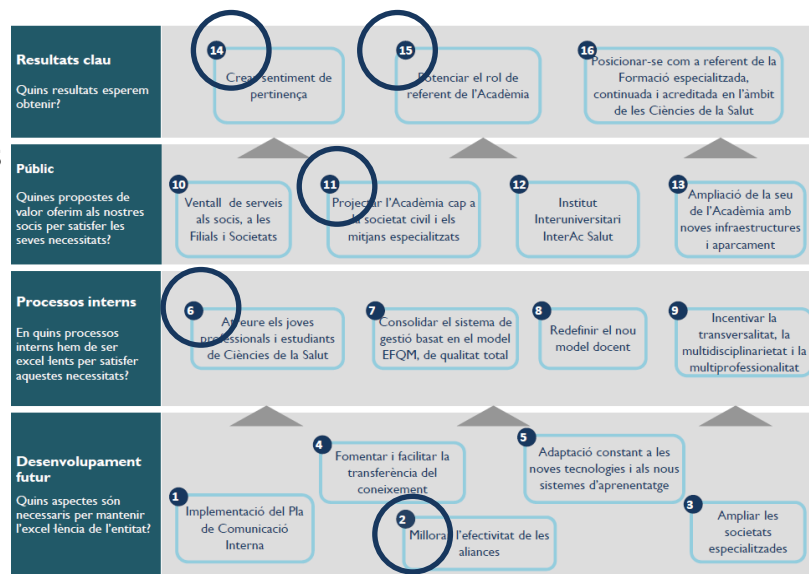 Resultats clau
Quins resultats esperem
obtenir?
14
Crear sentiment de
pertinença
15
Potenciar el rol de
referent de l'Acadèmia
16
Posicionar-se com a referent de la
Formació especialitzada,
continuada i acreditada en l'àmbit
de les Ciències de la Salut
Públic
Quines propostes de
valor oferim als nostres
socis per satisfer les
seves necessitats?
10
Ventall de serveis
als socis, a les
Filials i Societats
11
Projectar l'Acadèmia cap a
la societat civil i els
mitjans especialitzats
12
Institut
Interuniversitari
InterAc Salut
13
Ampliació de la seu
de l'Acadèmia amb
noves infraestructures
i aparcament
Processos interns
En quins processos
interns hem de ser
excel·lents per satisfer
aquestes necessitats?
6
Atreure els joves
professionals i estudiants
de Ciències de la Salut
7
Consolidar el sistema de
gestió basat en el model
EFQM, de qualitat total
8
Redefinir el nou
model docent
9
Incentivar la
transversalitat, la
multidisciplinarietat i la
multiprofessionalitat
Desenvolupament
futur
Quins aspectes són
necessaris per mantenir
l'excel·lència de l'entitat?
1
Implementació del Pla
de Comunicació
Interna
4
Fomentar i facilitar la
transferència del
coneixement
2
Millorar l'efectivitat de les
aliances
5
Adaptació constant a les
noves tecnologies i als nous
sistemes d'aprenentatge
3
Ampliar les
societats
especialitzades